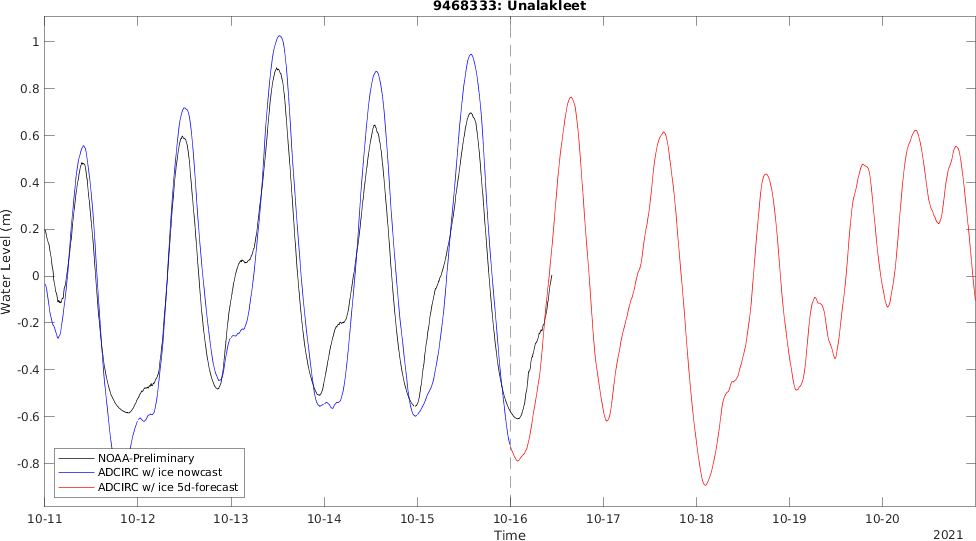 9468333: Unalakleet
Water Level (m)
1
0.8
0.6
0.4
0.2
0
-0.2
-0.4
-0.6
-0.8
NOAA-Preliminary
ADCIRC w/ ice nowcast
ADCIRC w/ ice 5d-forecast
10-11 10-12 10-13 10-14 10-15 10-16 10-17 10-18 10-19 10-20
Time
2021